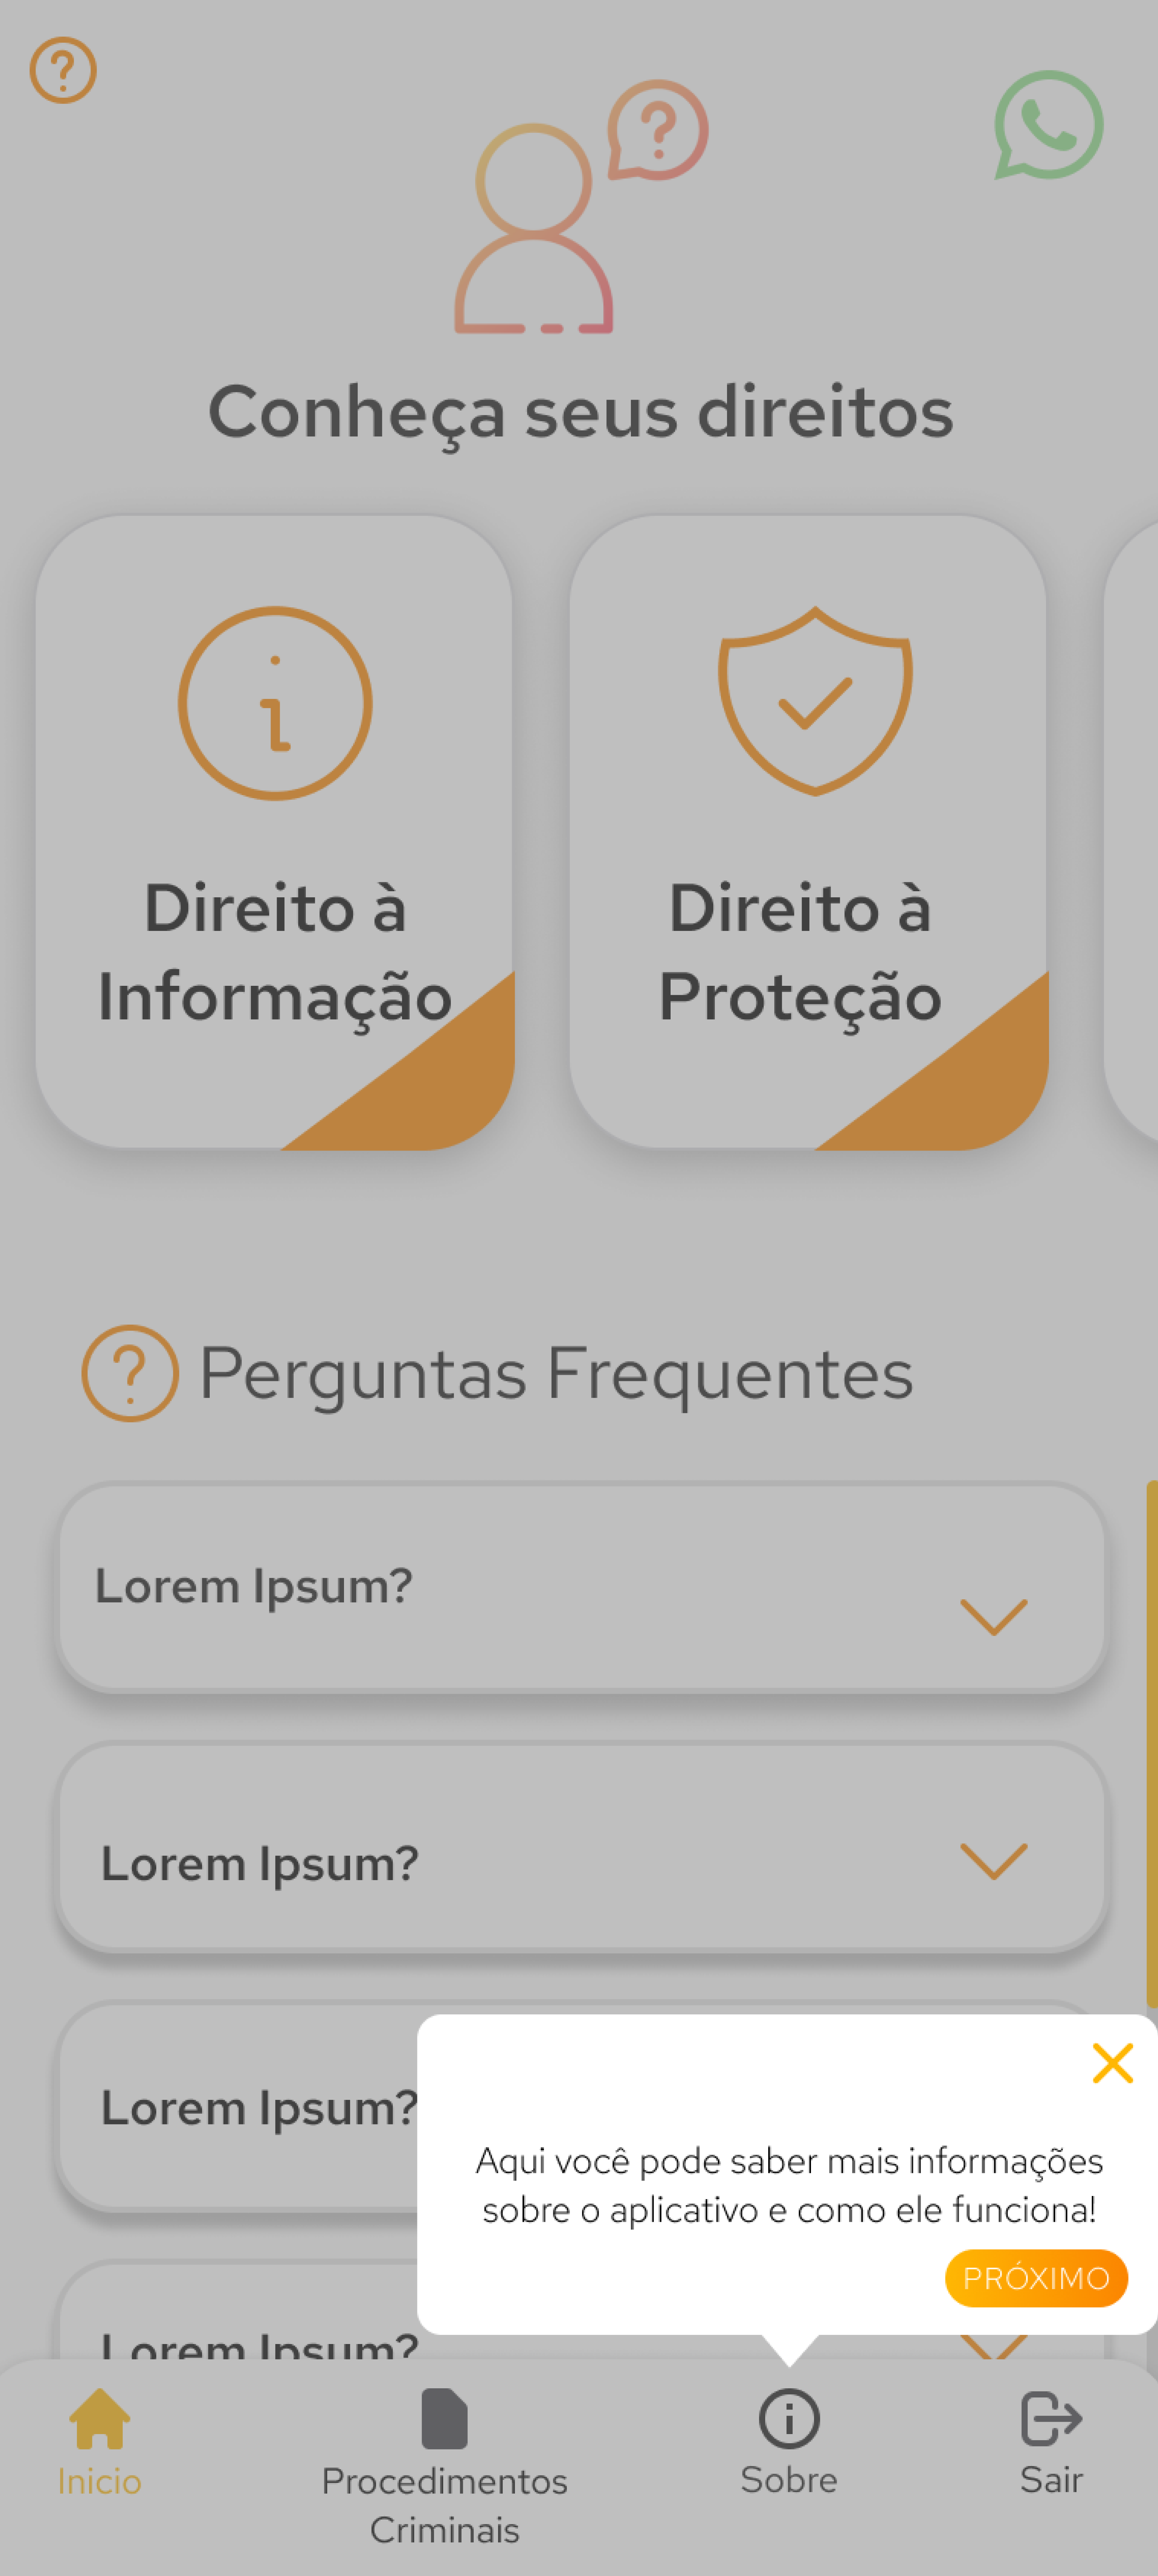 Conheça seus direitos
Direito à
Informação
Direito à
Proteção
Perguntas Frequentes
Lorem Ipsum?
Lorem Ipsum?
Lorem Ipsum?
Aqui você pode saber mais informações
sobre o aplicativo e como ele funciona!
PRÓXIMO
Lorem Ipsum?
Inicio
Procedimentos
Criminais
Sobre
Sair